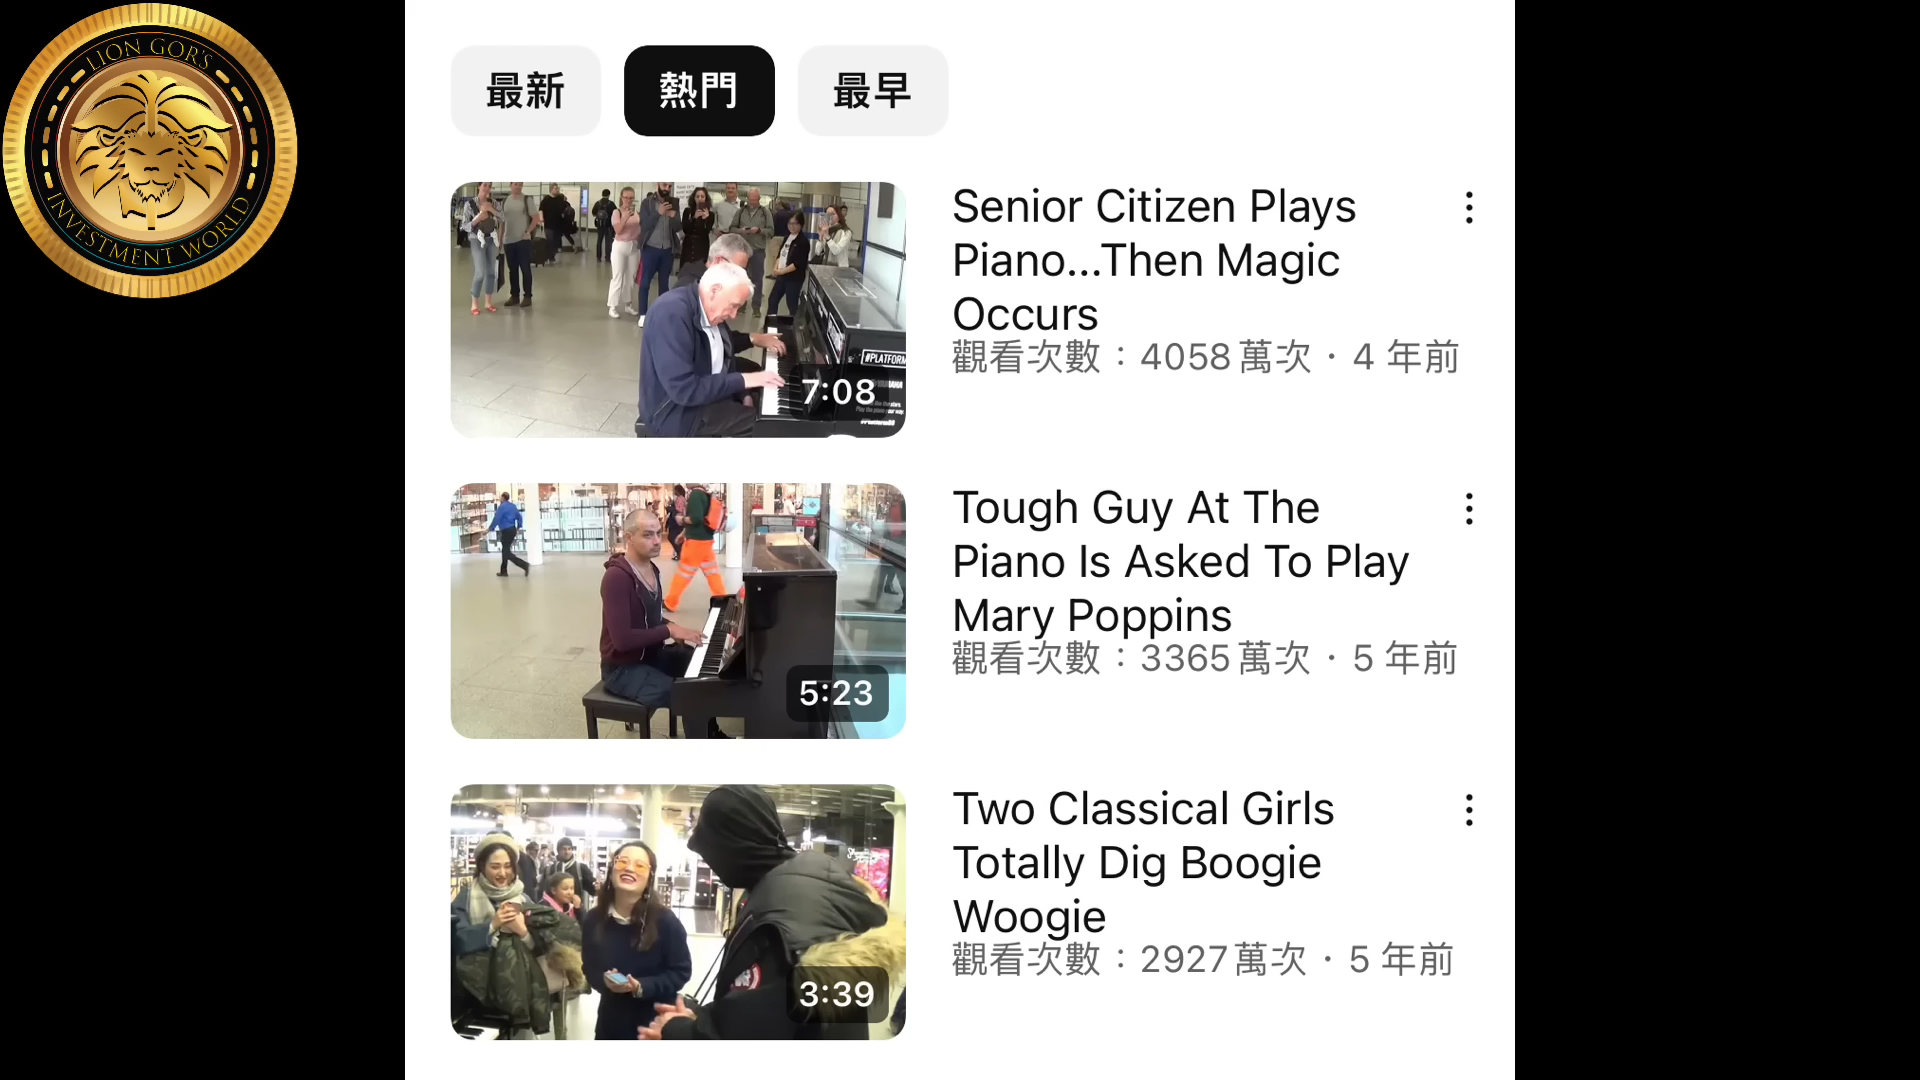 LION GOR'S
INVESTMENT WORLD
最新
熱門
最早
Senior Citizen Plays
Piano...Then Magic
Occurs
觀看次數：4058萬次・4 年前
#PLATFORM
7:08
Tough Guy At The
Piano Is Asked To Play
Mary Poppins
觀看次數：3365萬次・5 年前
5:23
Two Classical Girls
Totally Dig Boogie
Woogie
觀看次數：2927萬次・5 年前
3:39